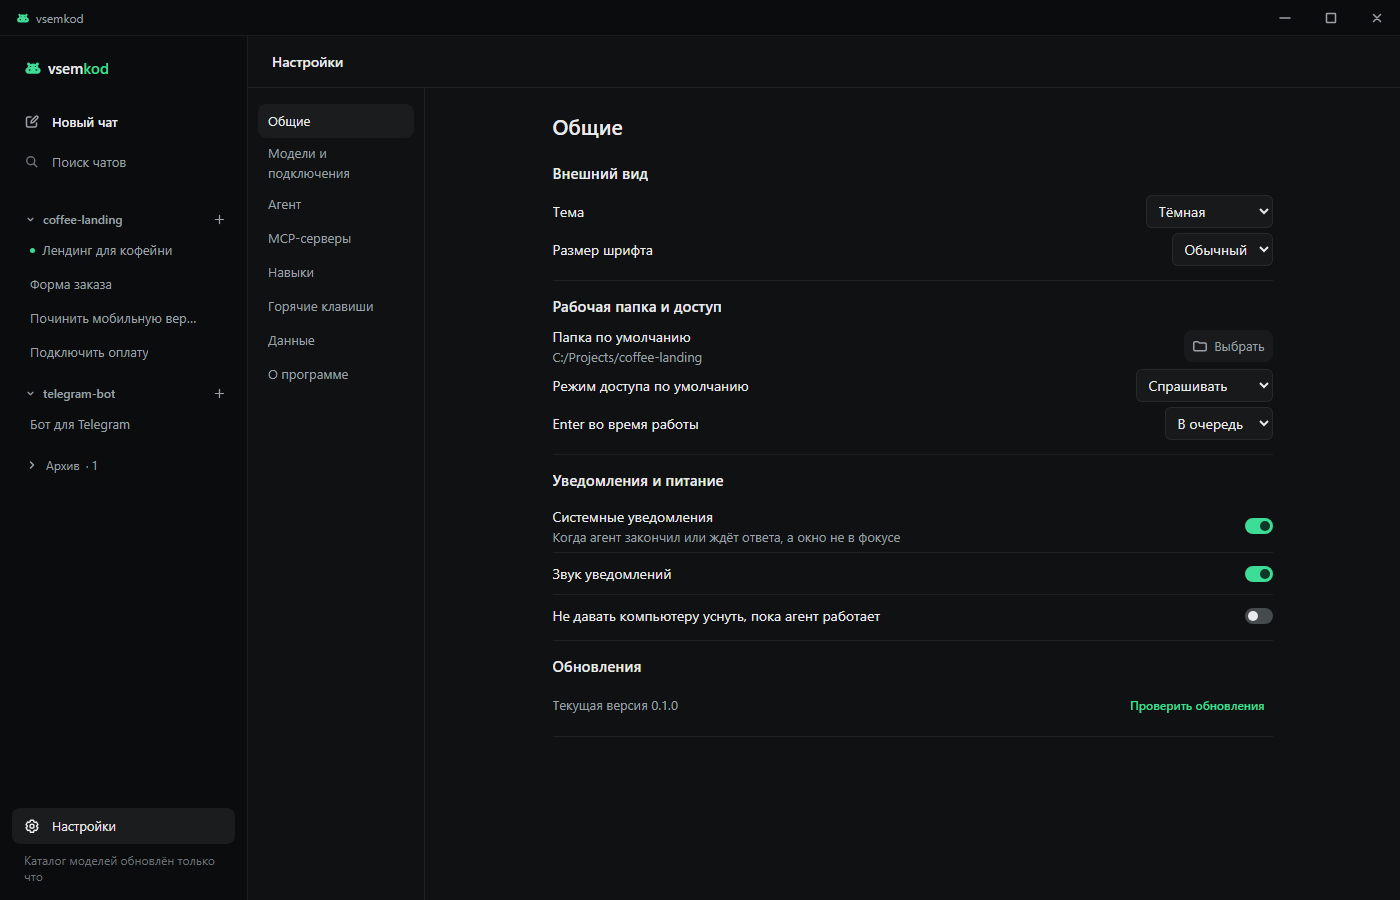 vsemkod
vsemkod
Новый чат
Поиск чатов
coffee-landing
Лендинг для кофейни
Форма заказа
Починить мобильную вер...
Подключить оплату
telegram-bot
Бот для Telegram
Архив · 1
Настройки
Каталог моделей обновлён только
что
Настройки
Общие
Модели и
подключения
Агент
MCP-серверы
Навыки
Горячие клавиши
Данные
О программе
Общие
Внешний вид
Тема
Тёмная
Размер шрифта
Обычный
Рабочая папка и доступ
Папка по умолчанию
C:/Projects/coffee-landing
Выбрать
Режим доступа по умолчанию
Спрашивать
Enter во время работы
В очередь
Уведомления и питание
Системные уведомления
Когда агент закончил или ждёт ответа, а окно не в фокусе
Звук уведомлений
Не давать компьютеру уснуть, пока агент работает
Обновления
Текущая версия 0.1.0
Проверить обновления